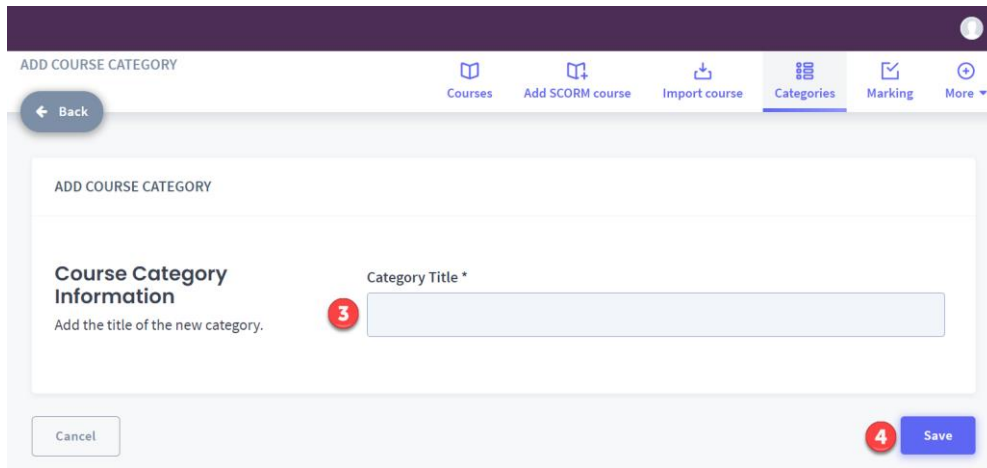 ADD COURSE CATEGORY
Courses
Add SCORM course
Import course
Categories
Marking
More
Back
ADD COURSE CATEGORY
Course Category
Information
Add the title of the new category.
Category Title *
3
Cancel
4
Save